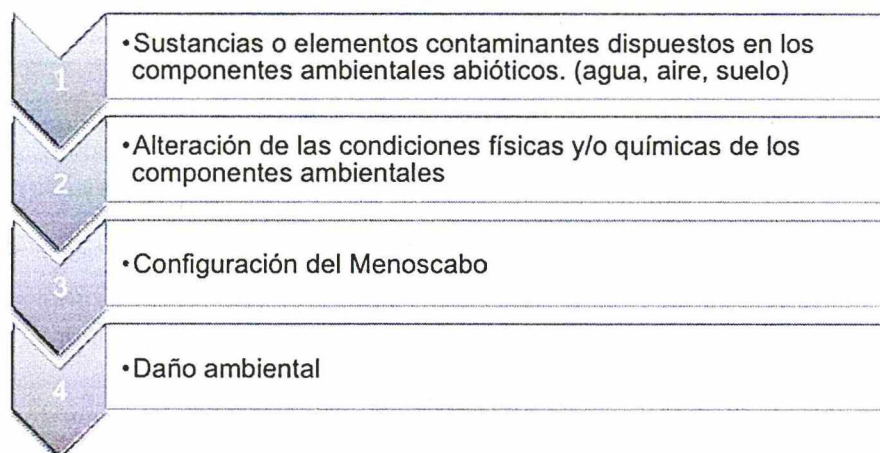 1
•Sustancias o elementos contaminantes dispuestos en los
componentes ambientales abióticos. (agua, aire, suelo)
2
•Alteración de las condiciones físicas y/o químicas de los
componentes ambientales
3
•Configuración del Menoscabo
4
•Daño ambiental